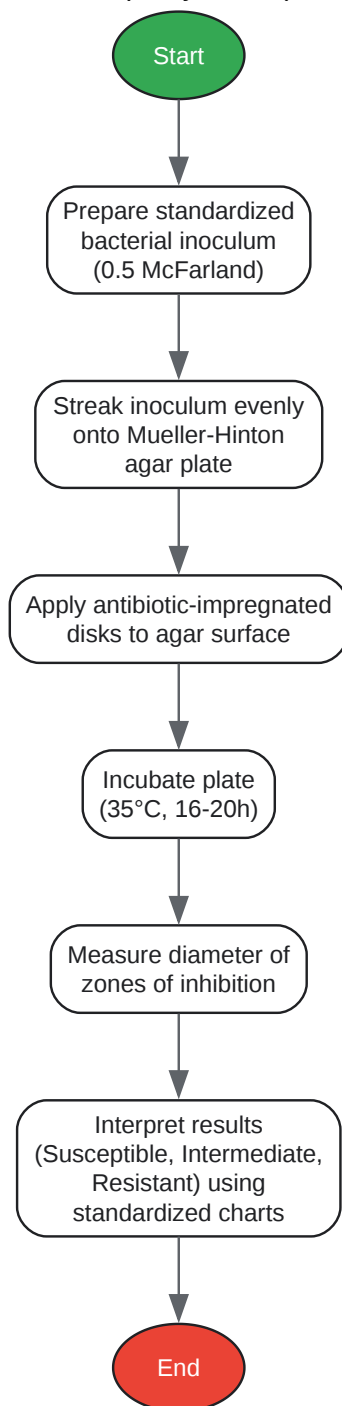 Start
Prepare standardized
bacterial inoculum
(0.5 McFarland)
Streak inoculum evenly
onto Mueller-Hinton
agar plate
Apply antibiotic-impregnated
disks to agar surface
Incubate plate
(35°C, 16-20h)
Measure diameter of
zones of inhibition
Interpret results
(Susceptible, Intermediate,
Resistant) using
standardized charts
End